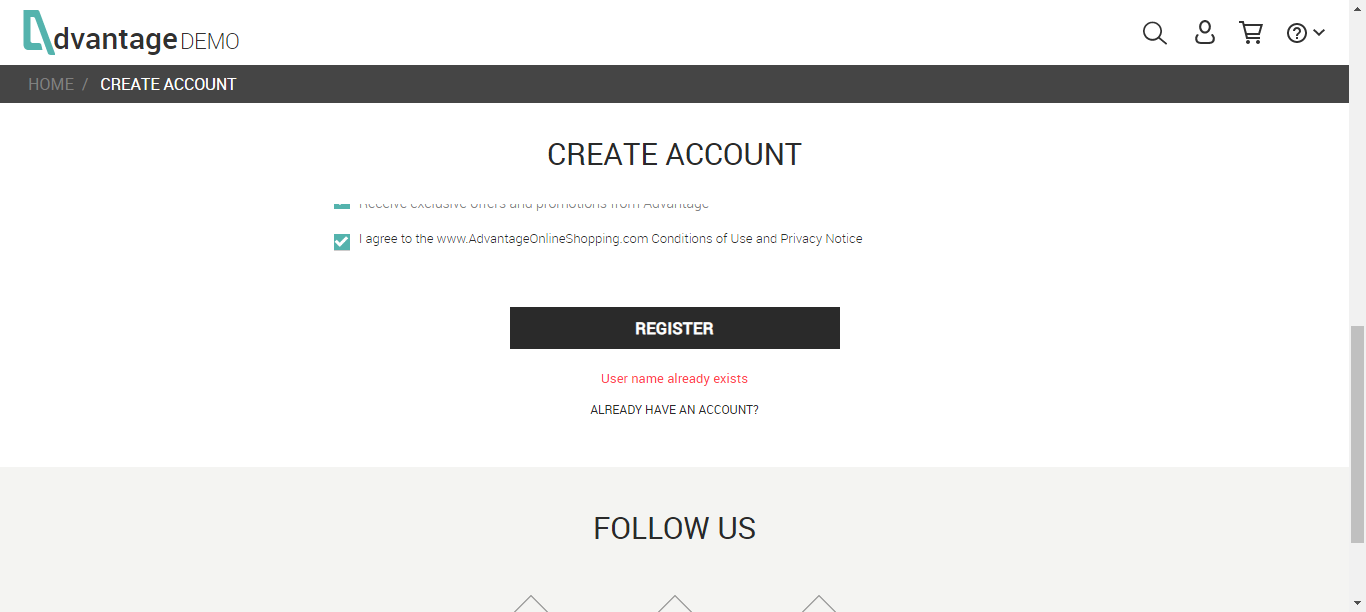 dvantage DEMO
HOME / CREATE ACCOUNT
CREATE ACCOUNT
Receive exclusive offers and promotions from Advantage
I agree to the www.AdvantageOnlineShopping.com Conditions of Use and Privacy Notice
REGISTER
User name already exists
ALREADY HAVE AN ACCOUNT?
FOLLOW US